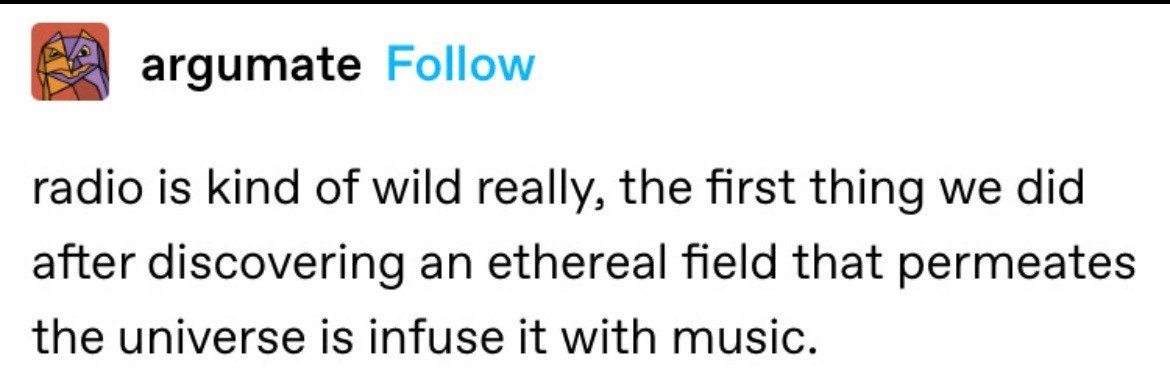 argumate Follow
radio is kind of wild really, the first thing we did
after discovering an ethereal field that permeates
the universe is infuse it with music.